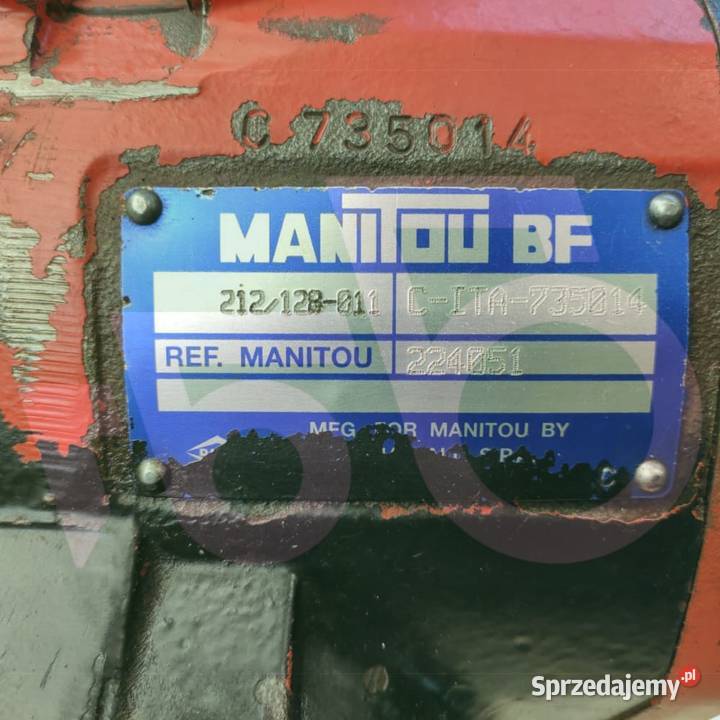 C 735014
MANITOU BF
212/128-011 C-ITA-735014
REF. MANITOU 224051
MFG FOR MANITOU BY
Sprzedajemy.pl